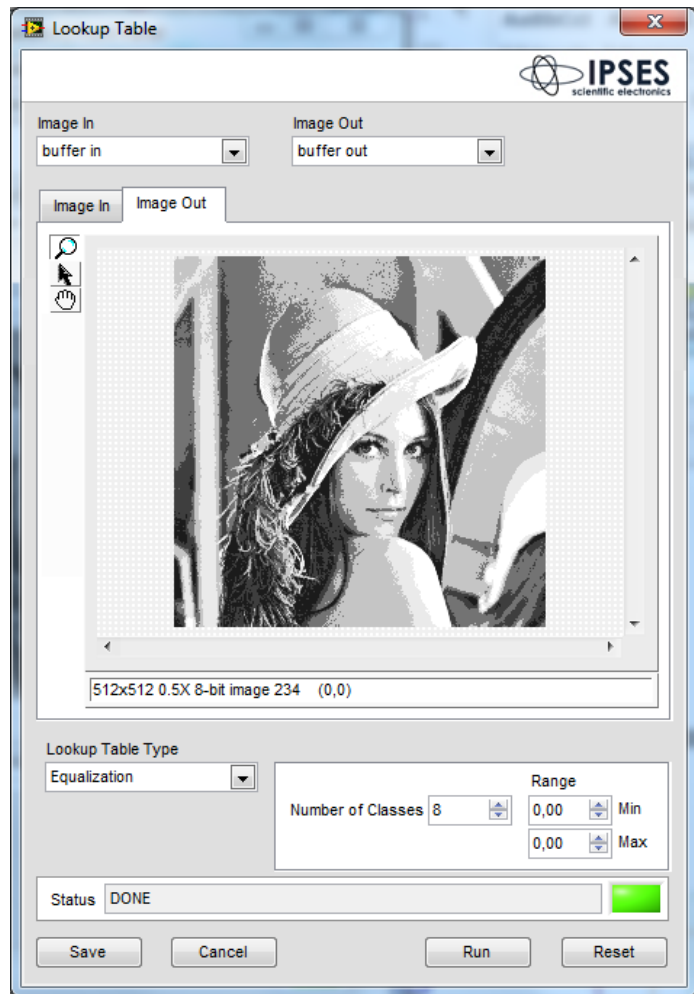 Lookup Table
IPSES
scientific electronics
Image In
Image Out
buffer in
buffer out
Image In
Image Out
512x512 0.5X 8-bit image 234 (0,0)
Lookup Table Type
Equalization
Range
Number of Classes 8
0,00 Min
0,00 Max
Status DONE
Save
Cancel
Run
Reset